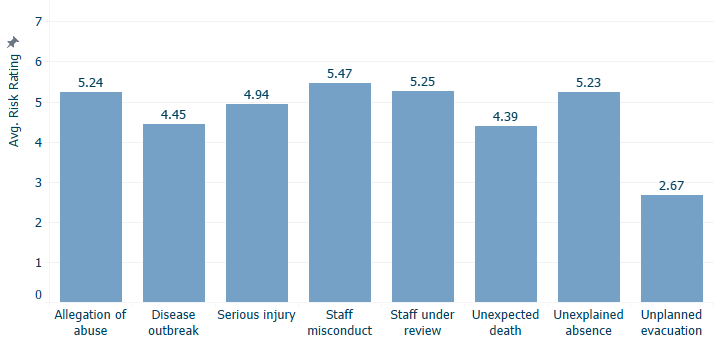 7
6
5
4
3
2
1
0
Avg. Risk Rating
5.24
4.45
4.94
5.47
5.25
4.39
5.23
2.67
Allegation of
abuse
Disease
outbreak
Serious injury
Staff
misconduct
Staff under
review
Unexpected
death
Unexplained
absence
Unplanned
evacuation